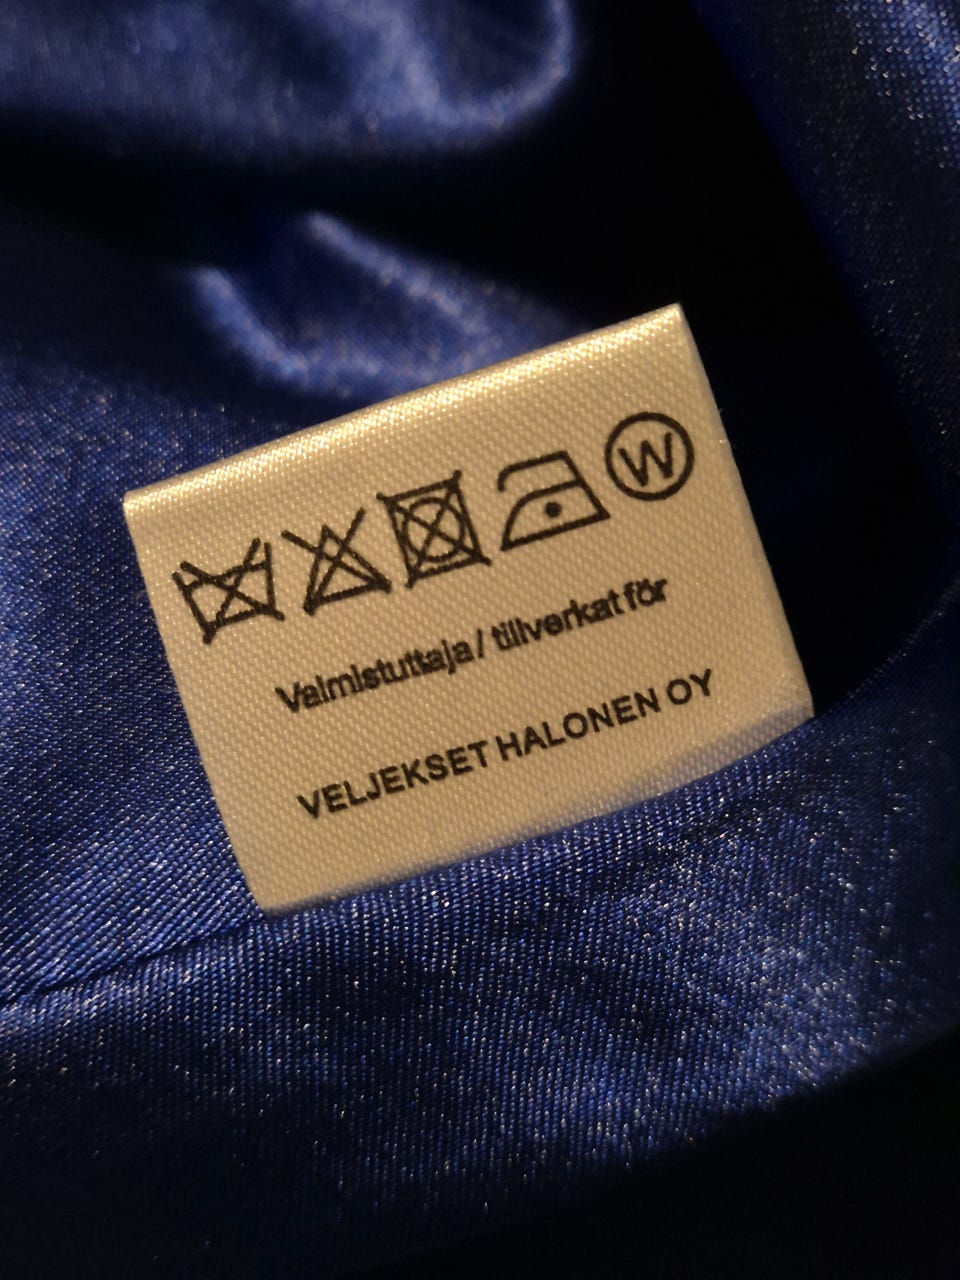 W
Valmistuttaja / tillverkat för
VELJEKSET HALONEN OY